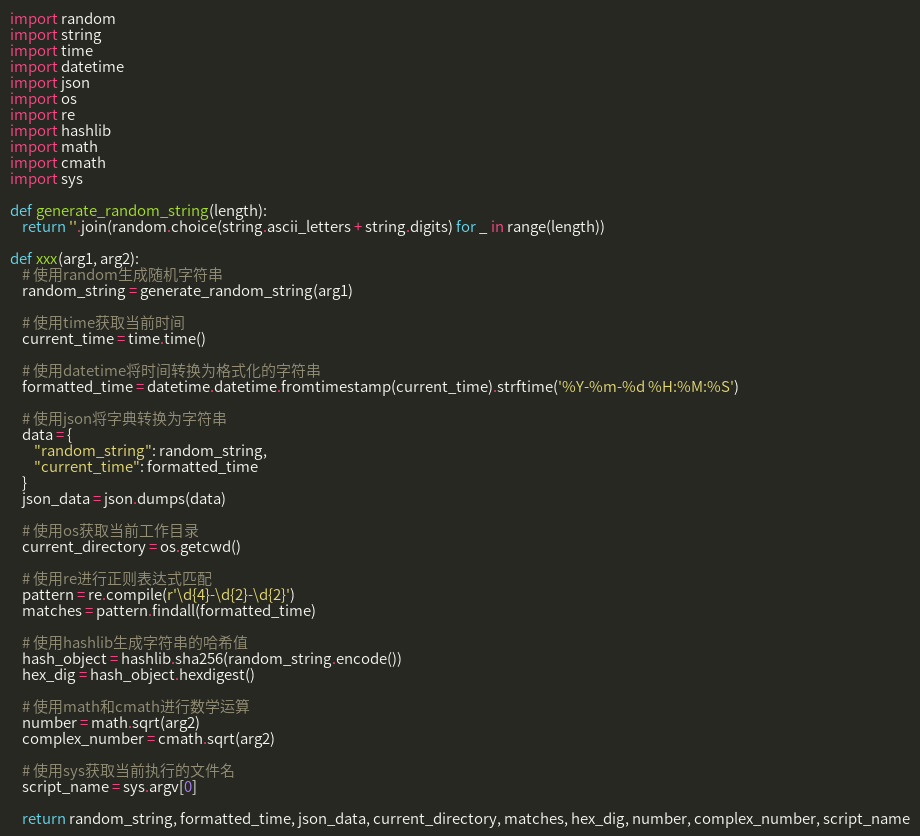 import random
import string
import time
import datetime
import json
import os
import re
import hashlib
import math
import cmath
import sys

def generate_random_string(length):
    return ''.join(random.choice(string.ascii_letters + string.digits) for _ in range(length))

def xxx(arg1, arg2):
    # 使用random生成随机字符串
    random_string = generate_random_string(arg1)

    # 使用time获取当前时间
    current_time = time.time()

    # 使用datetime将时间转换为格式化的字符串
    formatted_time = datetime.datetime.fromtimestamp(current_time).strftime('%Y-%m-%d %H:%M:%S')

    # 使用json将字典转换为字符串
    data = {
        "random_string": random_string,
        "current_time": formatted_time
    }
    json_data = json.dumps(data)

    # 使用os获取当前工作目录
    current_directory = os.getcwd()

    # 使用re进行正则表达式匹配
    pattern = re.compile(r'\d{4}-\d{2}-\d{2}')
    matches = pattern.findall(formatted_time)

    # 使用hashlib生成字符串的哈希值
    hash_object = hashlib.sha256(random_string.encode())
    hex_dig = hash_object.hexdigest()

    # 使用math和cmath进行数学运算
    number = math.sqrt(arg2)
    complex_number = cmath.sqrt(arg2)

    # 使用sys获取当前执行的文件名
    script_name = sys.argv[0]

    return random_string, formatted_time, json_data, current_directory, matches, hex_dig, number, complex_number, script_name